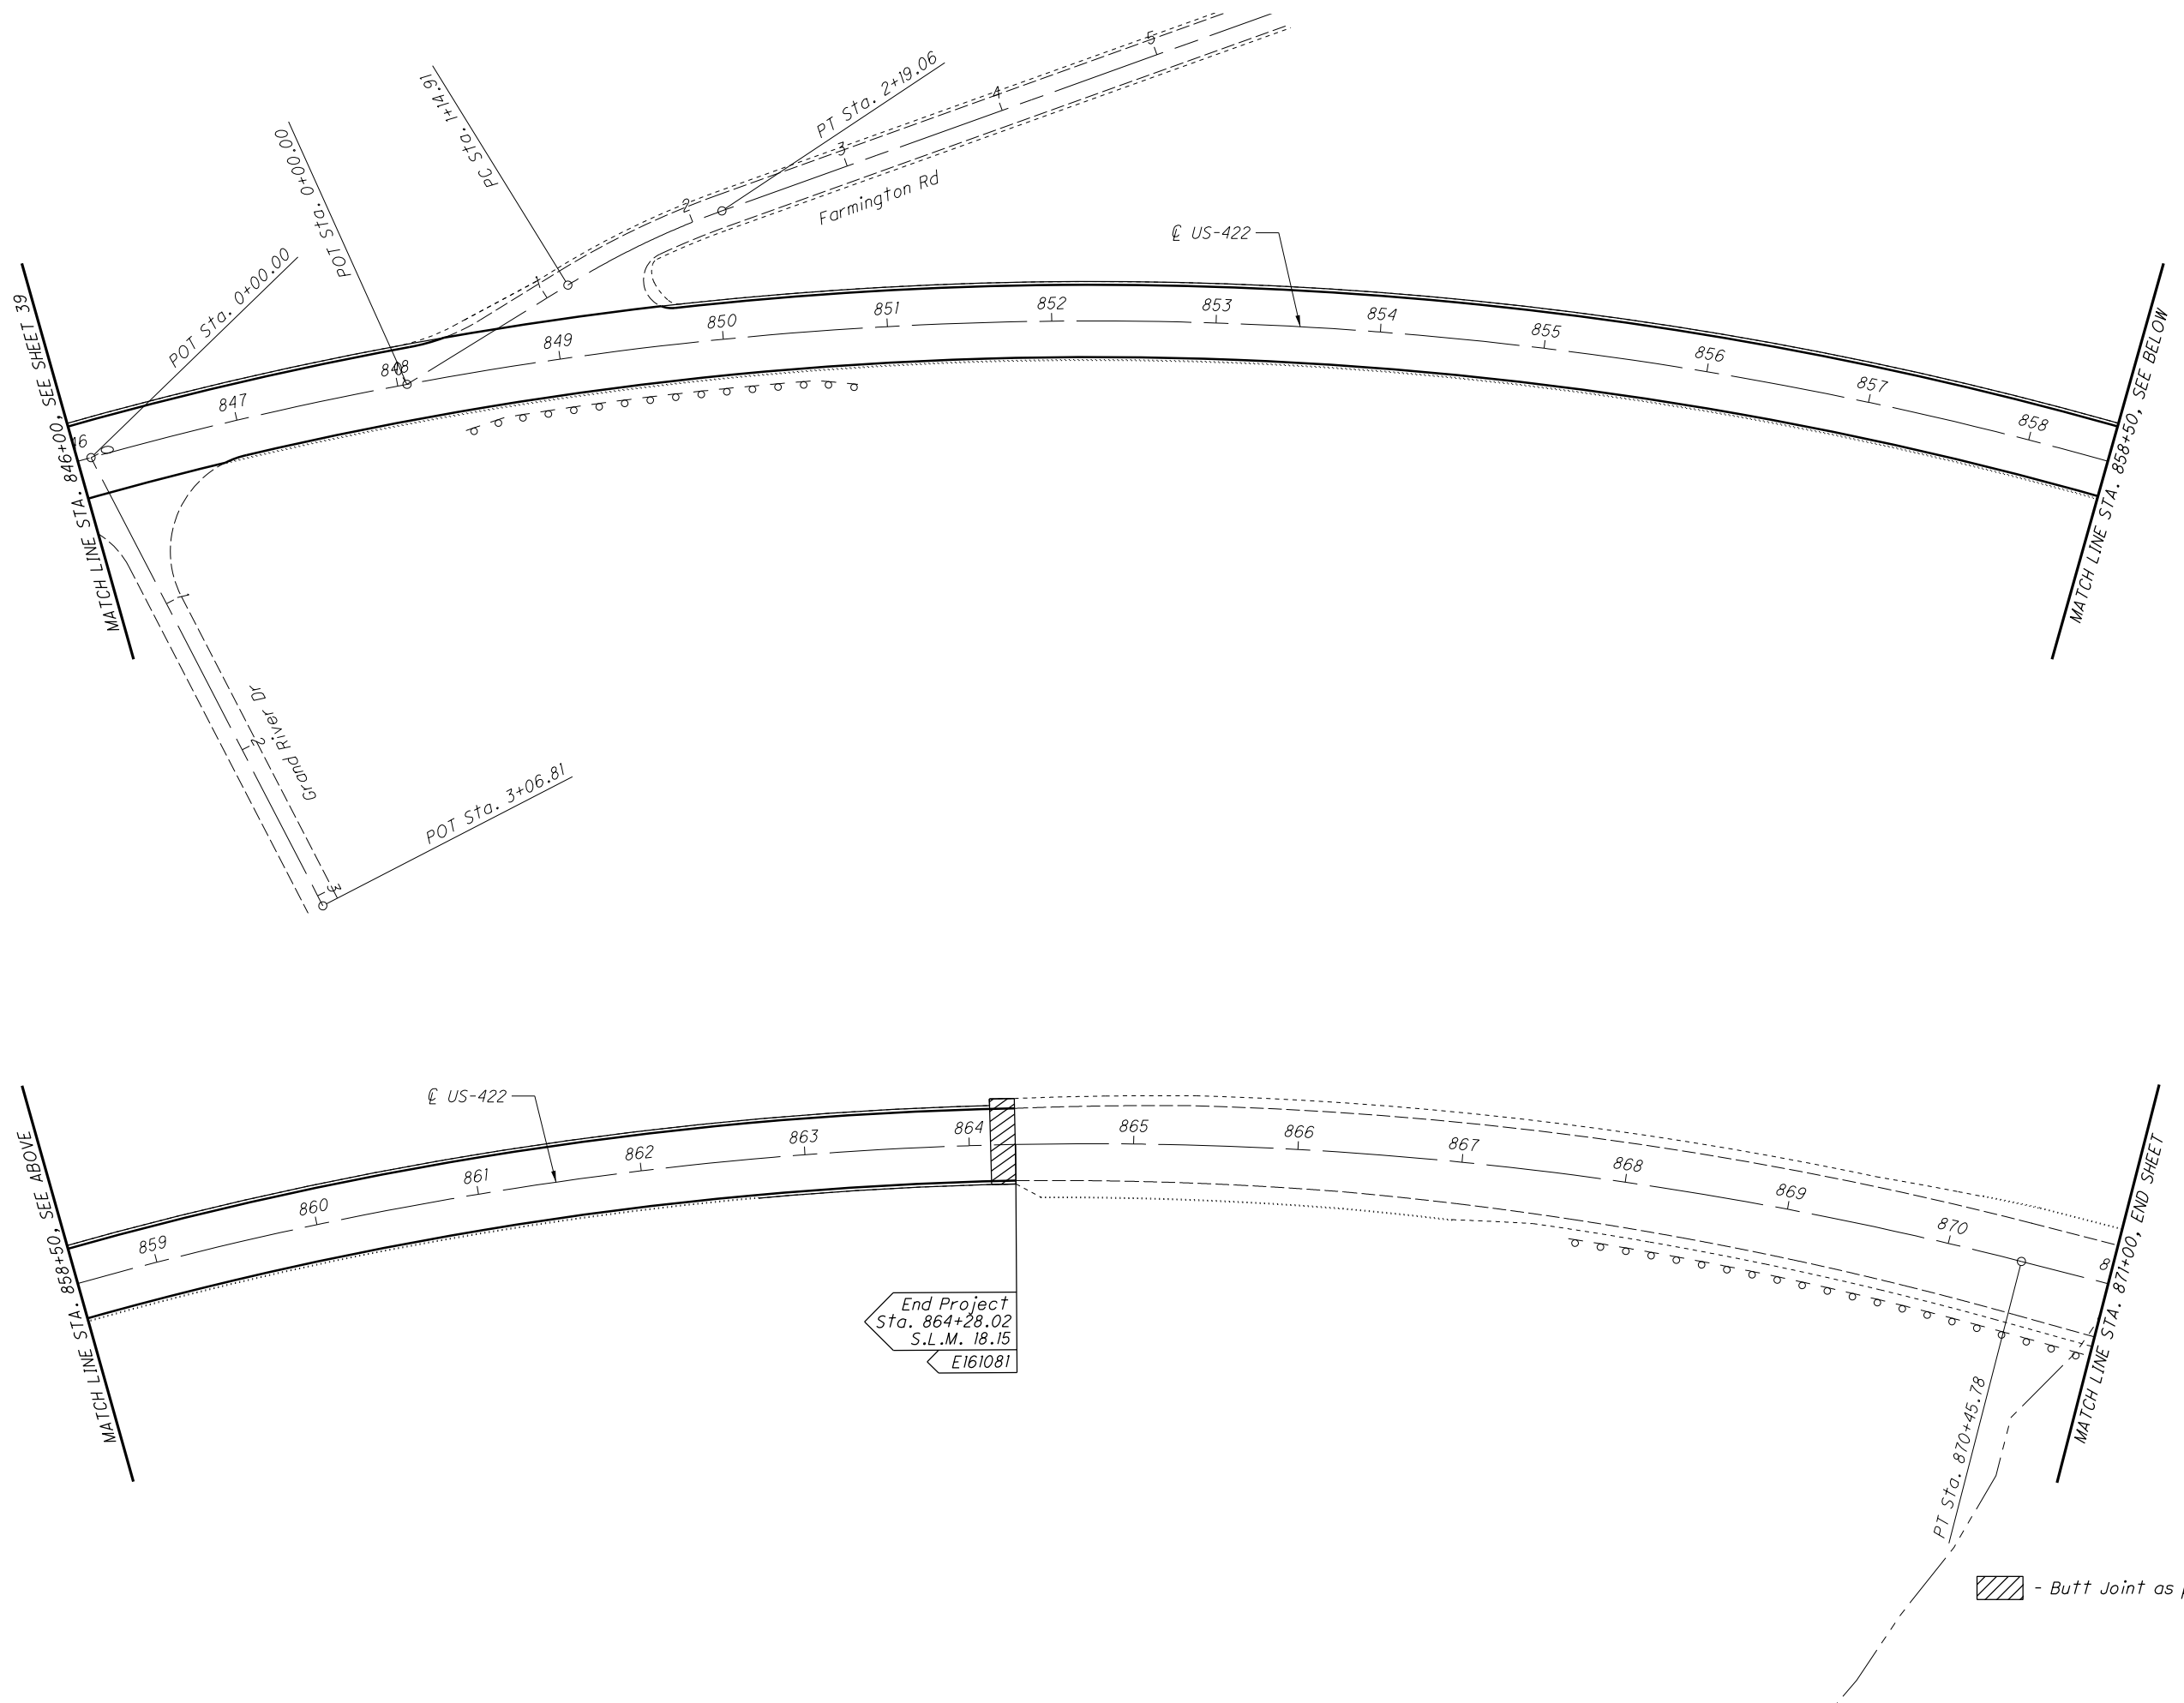 PT Sta. 2+19.06
PC Sta. 1+14.91
POT Sta. 0+00.00
POT Sta. 0+00.00
1
2
3
4
5
Farmington Rd
℄ US-422
MATCH LINE STA. 846+00, SEE SHEET 39
847
848
849
850
851
852
853
854
855
856
857
858
MATCH LINE STA. 858+50, SEE BELOW
0
1
2
3
Grand River Dr
POT Sta. 3+06.81
MATCH LINE STA. 858+50, SEE ABOVE
℄ US-422
859
860
861
862
863
864
865
866
867
868
869
870
MATCH LINE STA. 871+00, END SHEET
End Project
Sta. 864+28.02
S.L.M. 18.15
E161081
PT Sta. 870+45.78
- Butt Joint as